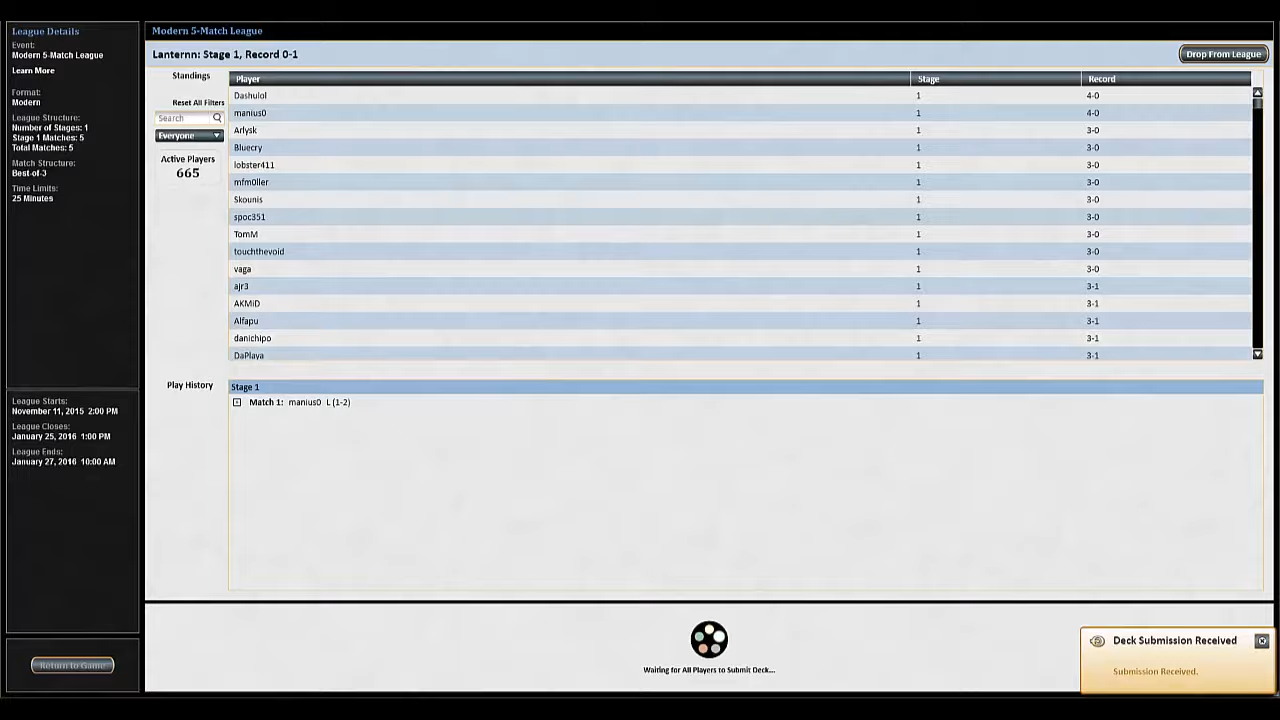 League Details
Event:
Modern 5-Match League
Learn More
Format:
Modern
League Structure:
Number of Stages: 1
Stage 1 Matches: 5
Total Matches: 5
Match Structure:
Best-of-3
Time Limits:
25 Minutes
League Starts:
November 11, 2015 2:00 PM
League Closes:
January 25, 2016 1:00 PM
League Ends:
January 27, 2016 10:00 AM
Return to Game
Modern 5-Match League
Lanternn: Stage 1, Record 0-1
Drop From League
Standings
Reset All Filters
Search
Everyone
Active Players
665
Player Stage Record
Dashulol 1 4-0
manius0 1 4-0
Arlysk 1 3-0
Bluecry 1 3-0
lobster411 1 3-0
mfm0ller 1 3-0
Skounis 1 3-0
spoc351 1 3-0
TomM 1 3-0
touchthevoid 1 3-0
vaga 1 3-0
ajr3 1 3-1
AKMiD 1 3-1
Alfapu 1 3-1
danichipo 1 3-1
DaPlaya 1 3-1
Play History
Stage 1
Match 1: manius0 L (1-2)
Waiting for All Players to Submit Deck...
Deck Submission Received
Submission Received.